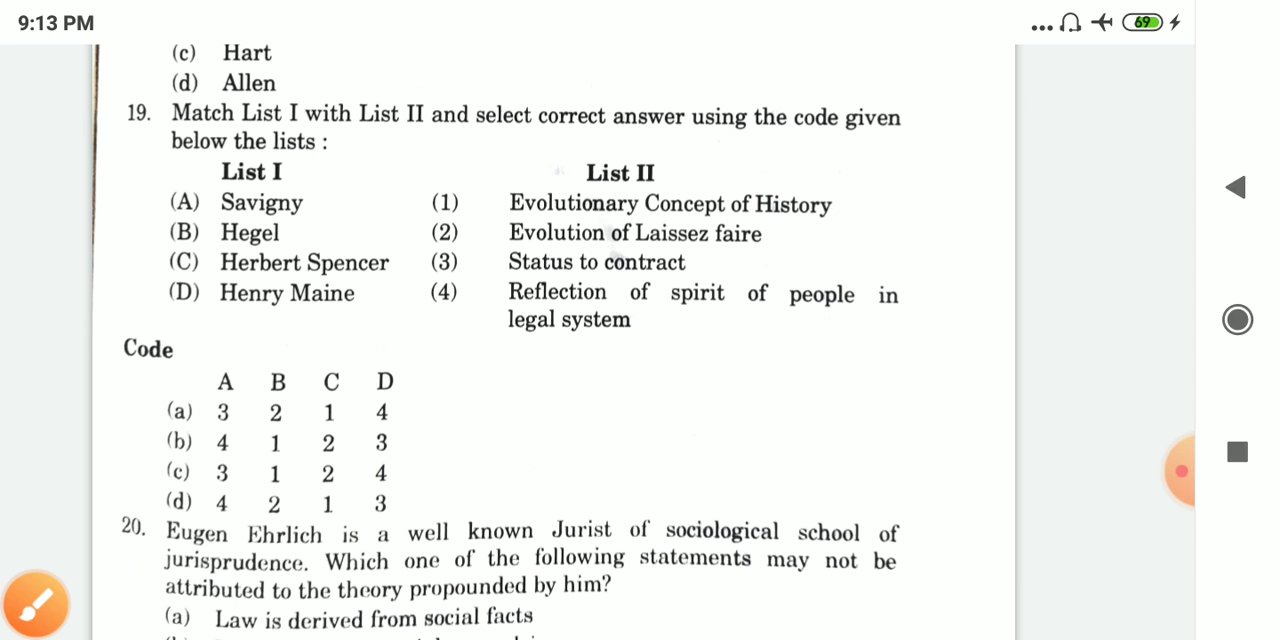 9:13 PM
69
(c) Hart
(d) Allen
19. Match List I with List II and select correct answer using the code given
below the lists :
List I List II
(A) Savigny (1) Evolutionary Concept of History
(B) Hegel (2) Evolution of Laissez faire
(C) Herbert Spencer (3) Status to contract
(D) Henry Maine (4) Reflection of spirit of people in
legal system
Code
A B C D
(a) 3 2 1 4
(b) 4 1 2 3
(c) 3 1 2 4
(d) 4 2 1 3
20. Eugen Ehrlich is a well known Jurist of sociological school of
jurisprudence. Which one of the following statements may not be
attributed to the theory propounded by him?
(a) Law is derived from social facts